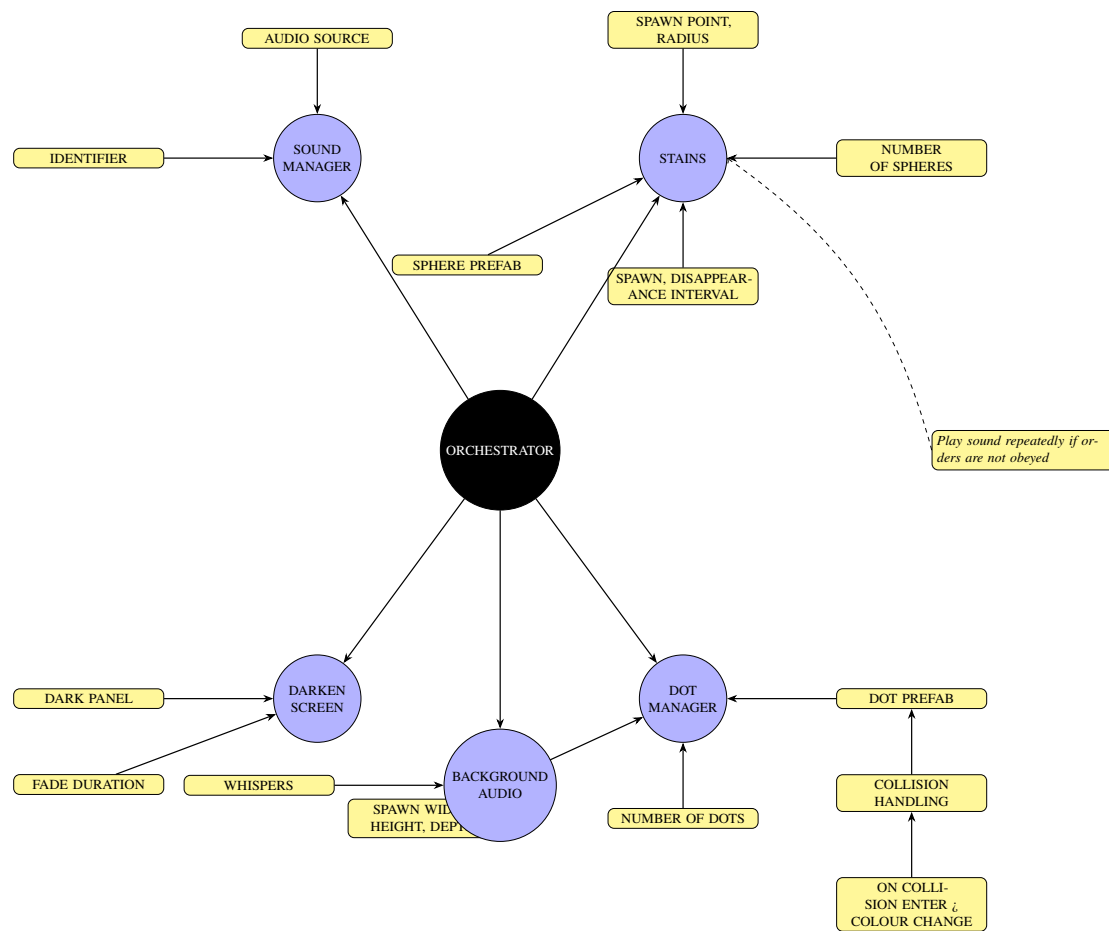 AUDIO SOURCE
SPAWN POINT,
RADIUS
IDENTIFIER
SOUND
MANAGER
STAINS
NUMBER
OF SPHERES
SPHERE PREFAB
SPAWN, DISAPPEAR-
ANCE INTERVAL
ORCHESTRATOR
Play sound repeatedly if or-
ders are not obeyed
DARK PANEL
DARKEN
SCREEN
DOT
MANAGER
DOT PREFAB
FADE DURATION
WHISPERS
BACKGROUND
AUDIO
COLLISION
HANDLING
SPAWN
HEIGHT,
NUMBER OF DOTS
ON COLLI-
SION ENTER ¿
COLOUR CHANGE